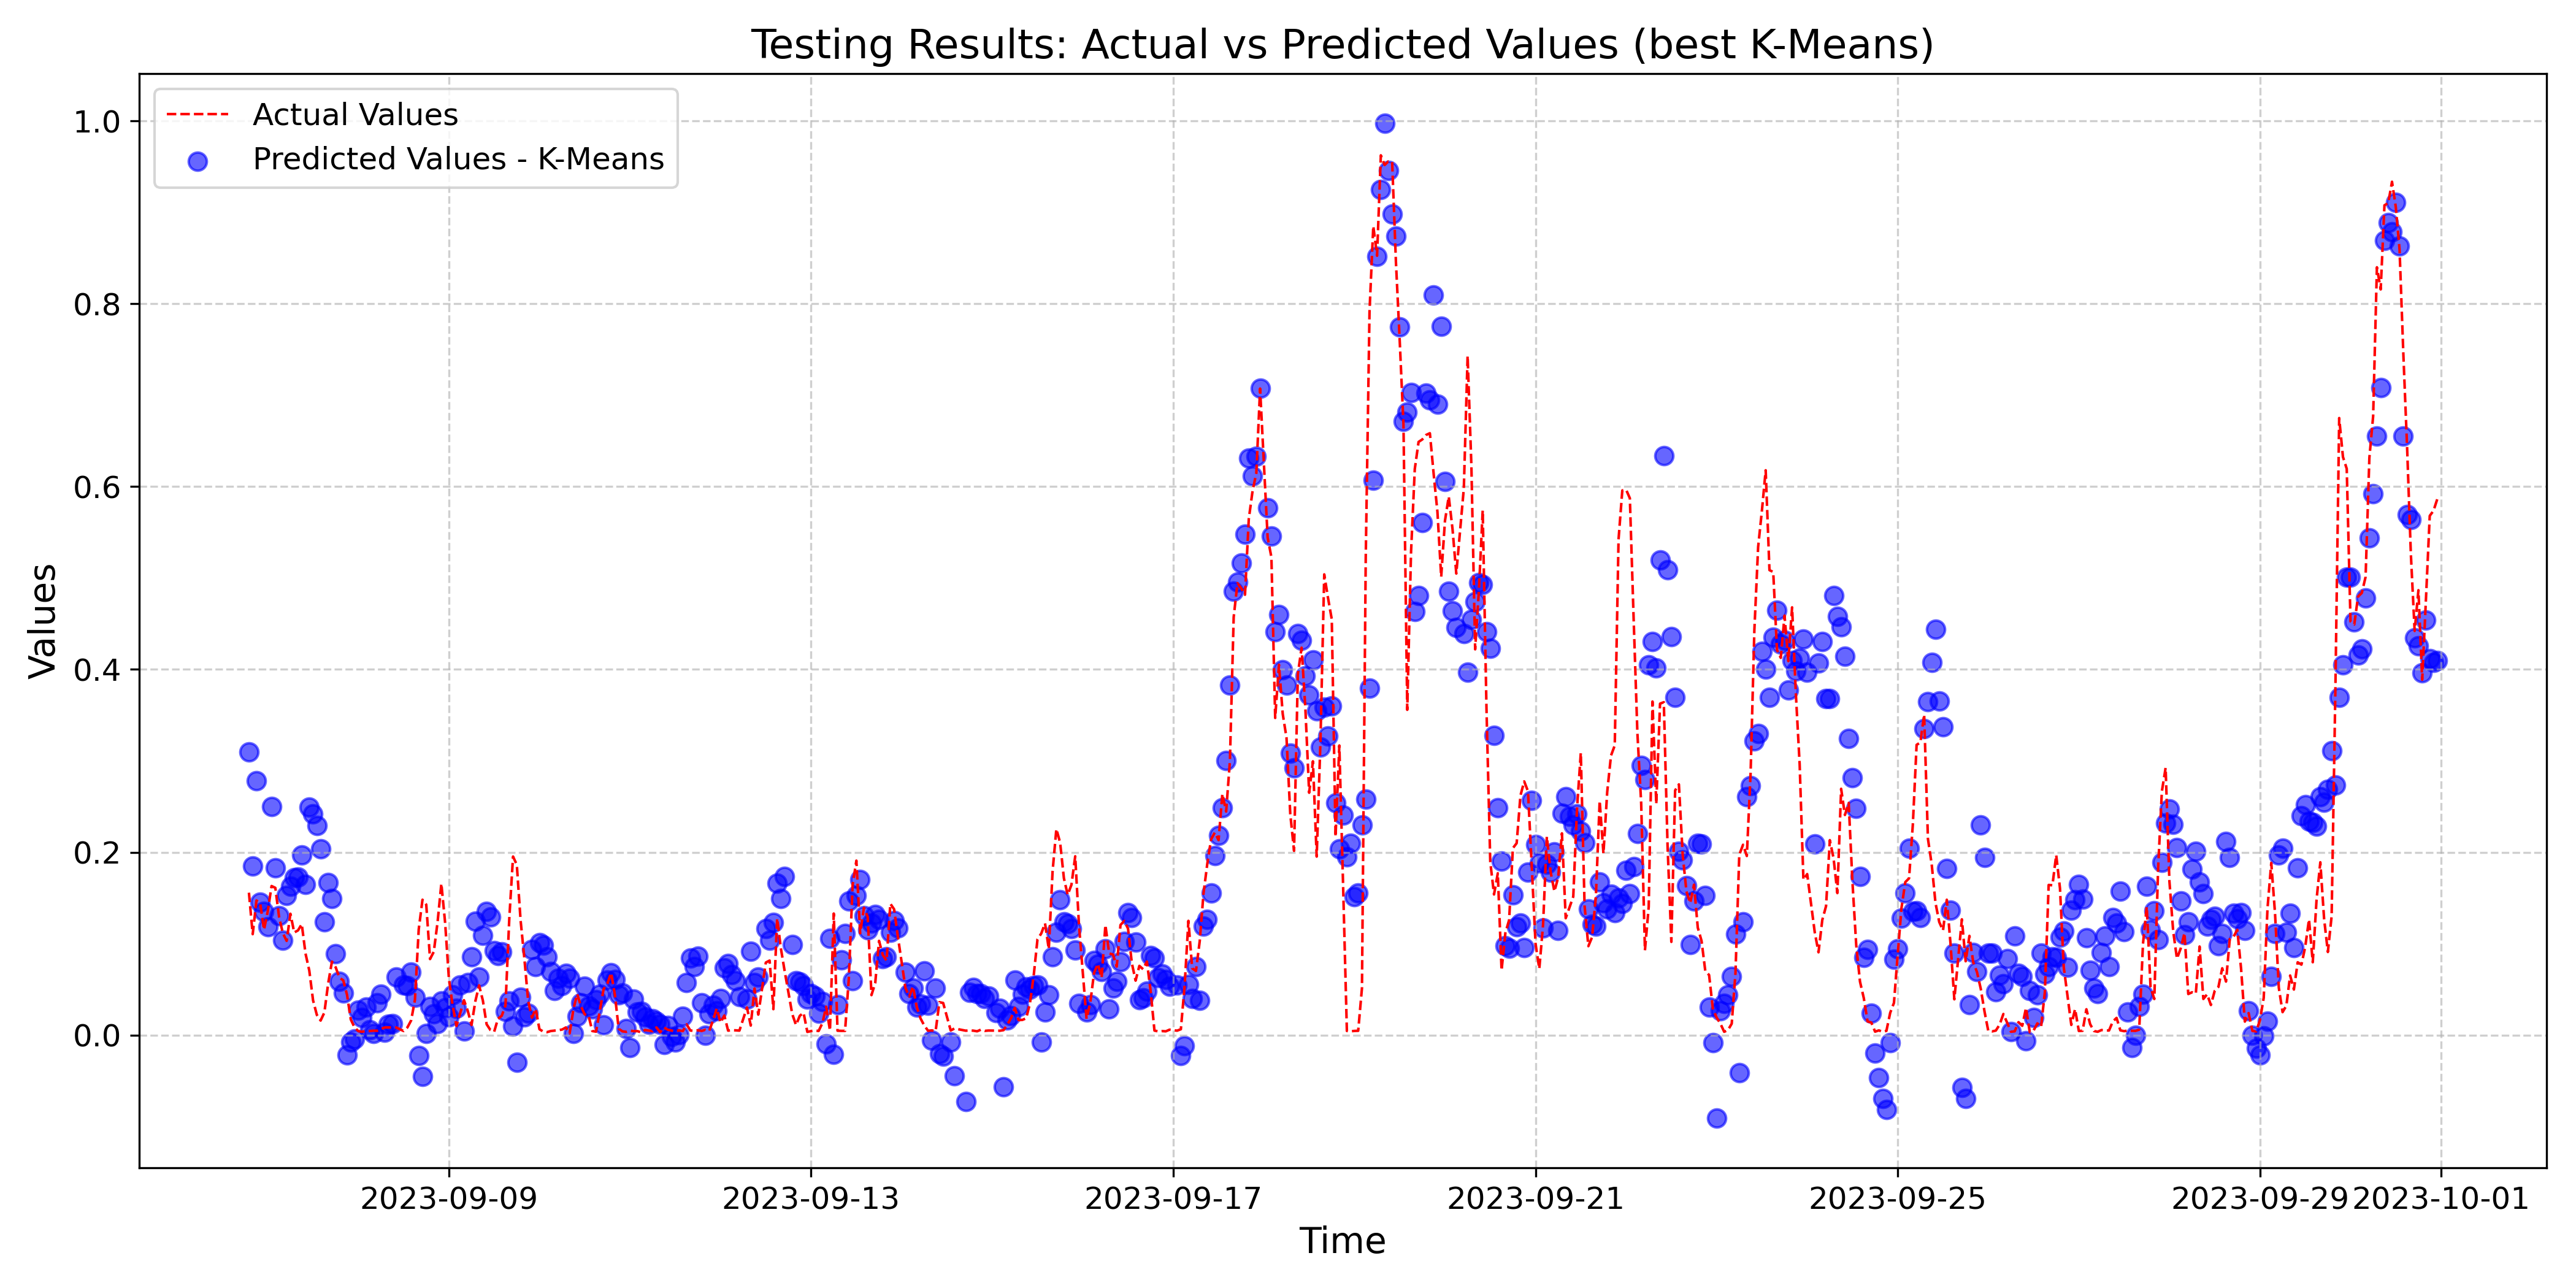 Testing Results: Actual vs Predicted Values (best K-Means)
Actual Values
Predicted Values - K-Means
1.0
0.8
0.6
0.4
0.2
0.0
Values
2023-09-09 2023-09-13 2023-09-17 2023-09-21 2023-09-25 2023-09-29 2023-10-01
Time